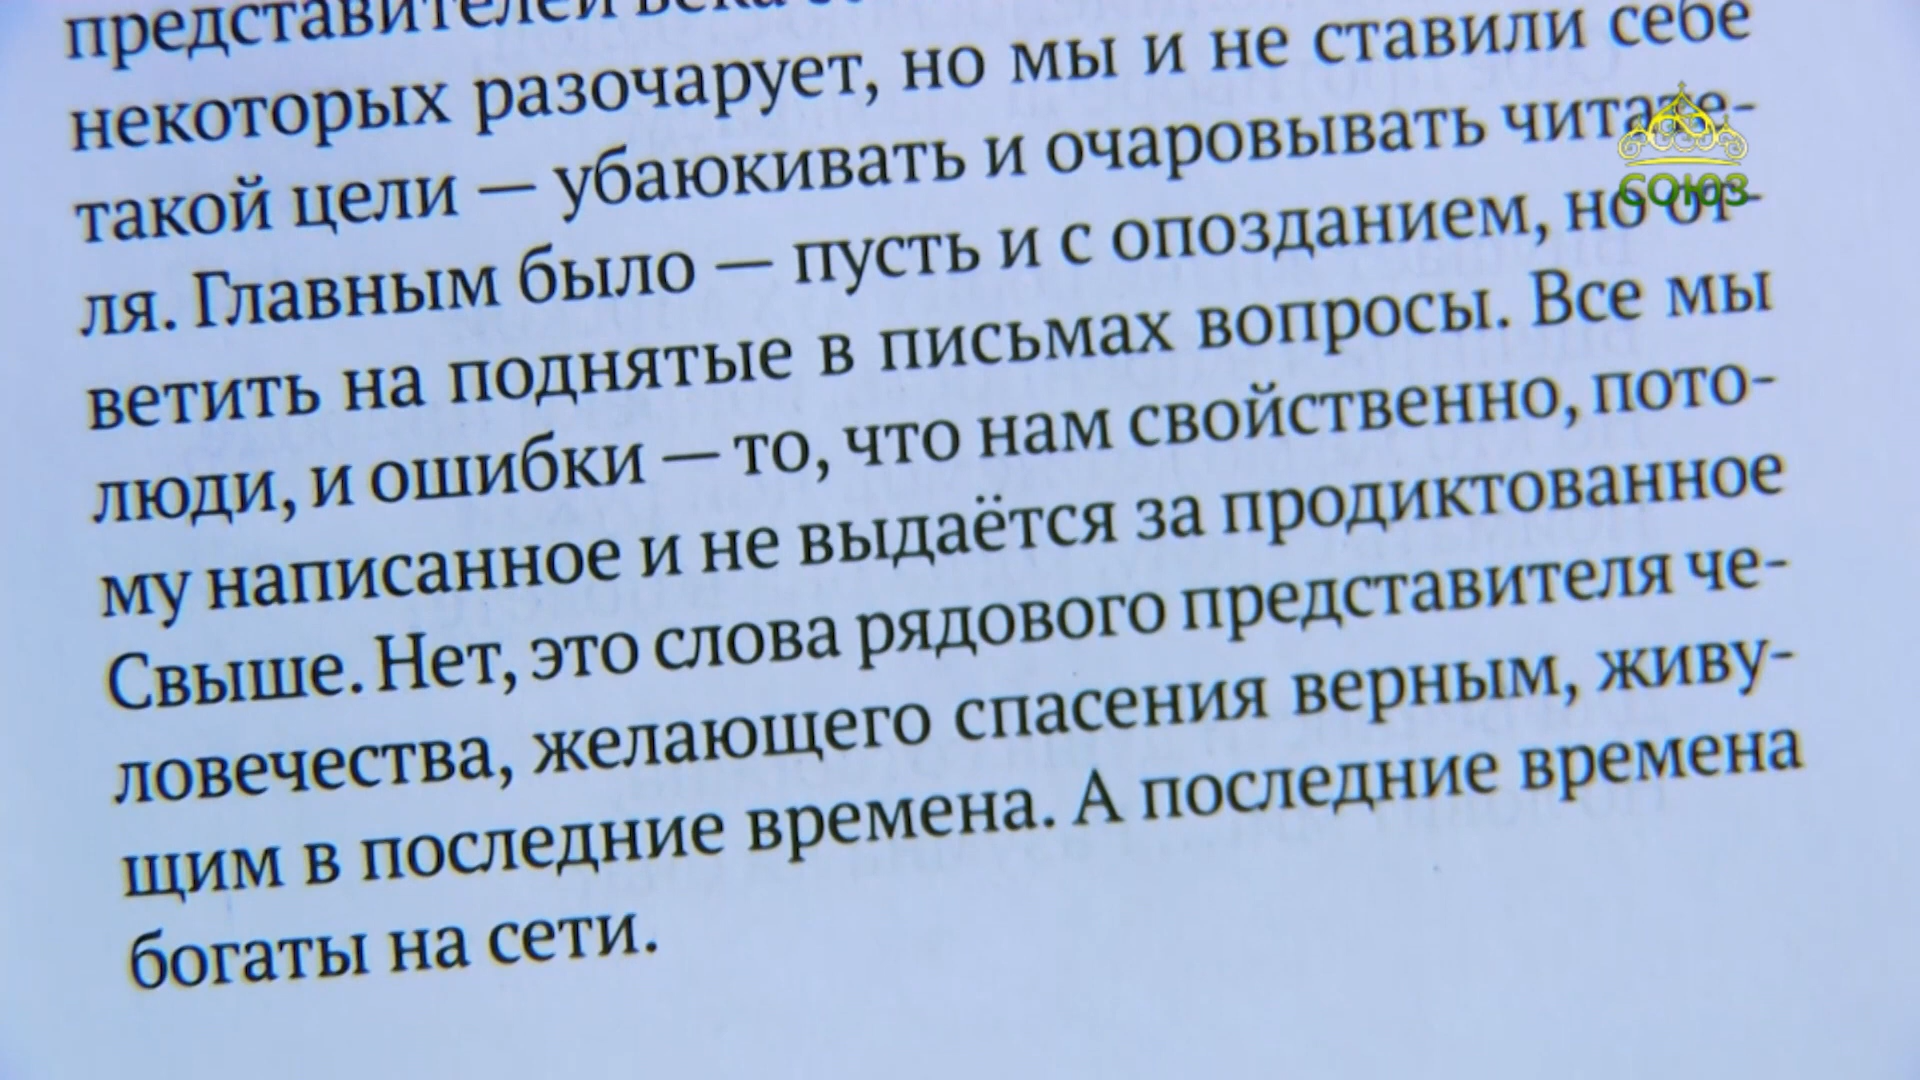 представителей века
некоторых разочарует, но мы и не ставили себе
такой цели — убаюкивать и очаровывать читате-
ля. Главным было — пусть и с опозданием, но от-
ветить на поднятые в письмах вопросы. Все мы
люди, и ошибки — то, что нам свойственно, пото-
му написанное и не выдаётся за продиктованное
Свыше. Нет, это слова рядового представителя че-
ловечества, желающего спасения верным, живу-
щим в последние времена. А последние времена
богаты на сети.
СОЮЗ